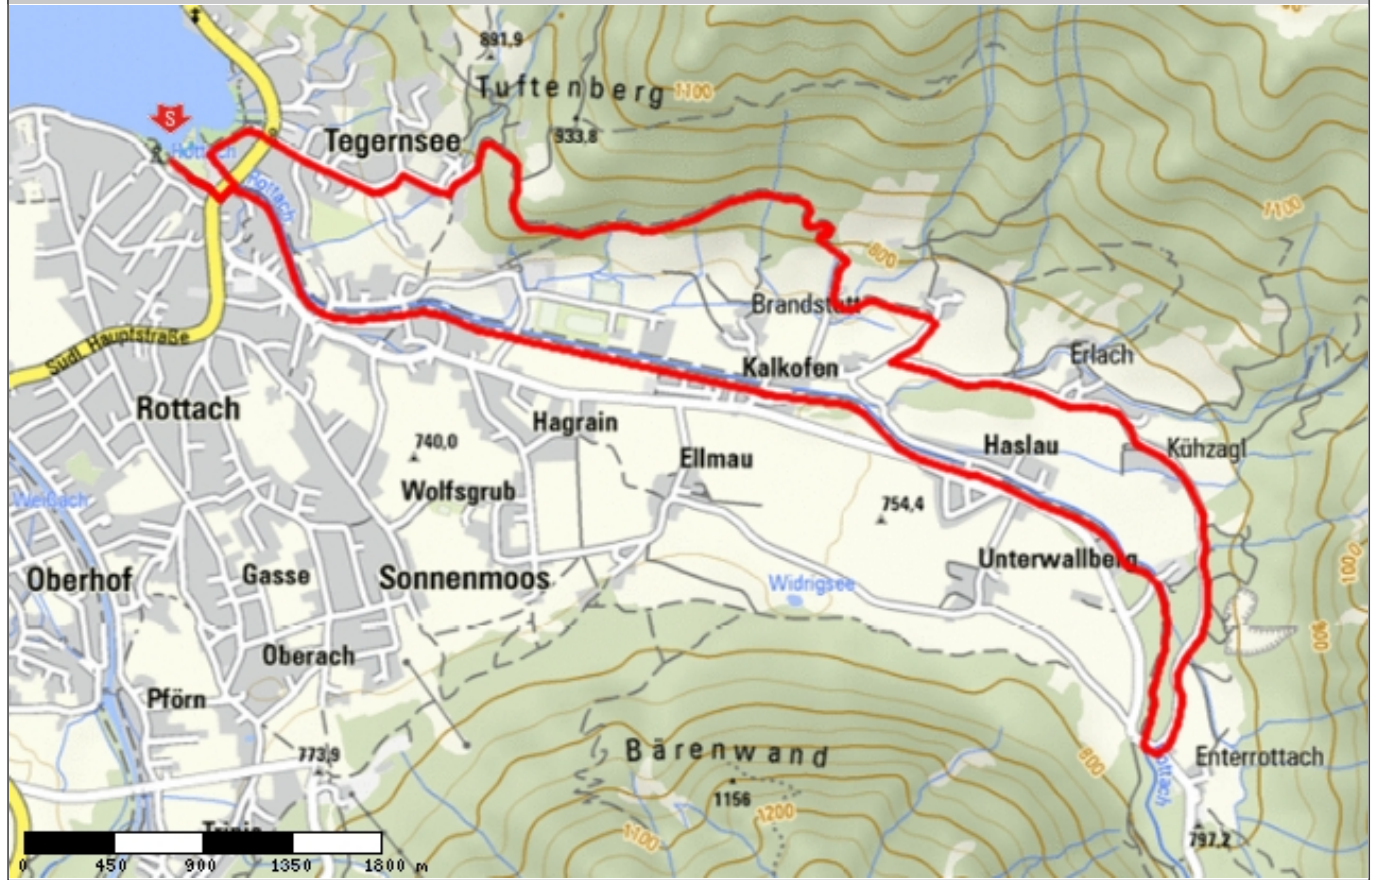 891,9
Tuftenberg 1100
S
933,8
Tegernsee
Rottach
Rottach
1100
800
Brandstatt
Südl. Hauptstraße
Erlach
Kalkofen
Rottach
Hagrain
740,0
Haslau
Kühzagl
Ellmau
Wolfsgrub
Weißach
754,4
Unterwallberg
1000
Oberhof
Gasse
Sonnenmoos
Widrigsee
900
Oberach
Pförn
Bärenwand
773,9
800
Enterrottach
1156
1200
1100
797,2
0 450 900 1350 1800 m